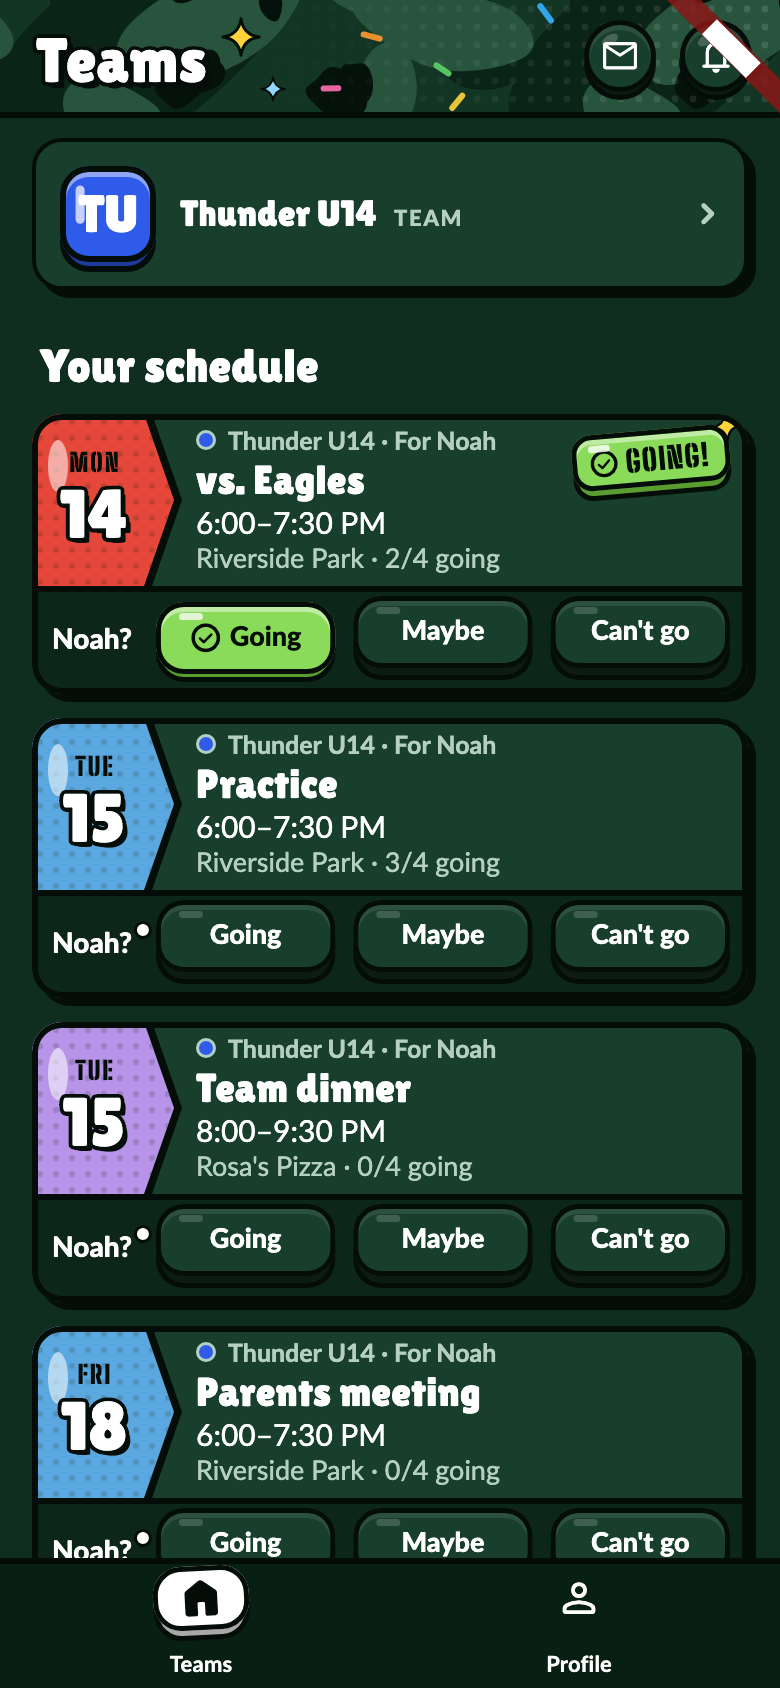 Teams
TU
Thunder U14 TEAM
Your schedule
MON
14
Thunder U14 · For Noah
vs. Eagles
6:00–7:30 PM
Riverside Park · 2/4 going
GOING!
Noah?
Going
Maybe
Can't go
TUE
15
Thunder U14 · For Noah
Practice
6:00–7:30 PM
Riverside Park · 3/4 going
Noah?
Going
Maybe
Can't go
TUE
15
Thunder U14 · For Noah
Team dinner
8:00–9:30 PM
Rosa's Pizza · 0/4 going
Noah?
Going
Maybe
Can't go
FRI
18
Thunder U14 · For Noah
Parents meeting
6:00–7:30 PM
Riverside Park · 0/4 going
Noah?
Going
Maybe
Can't go
Teams
Profile